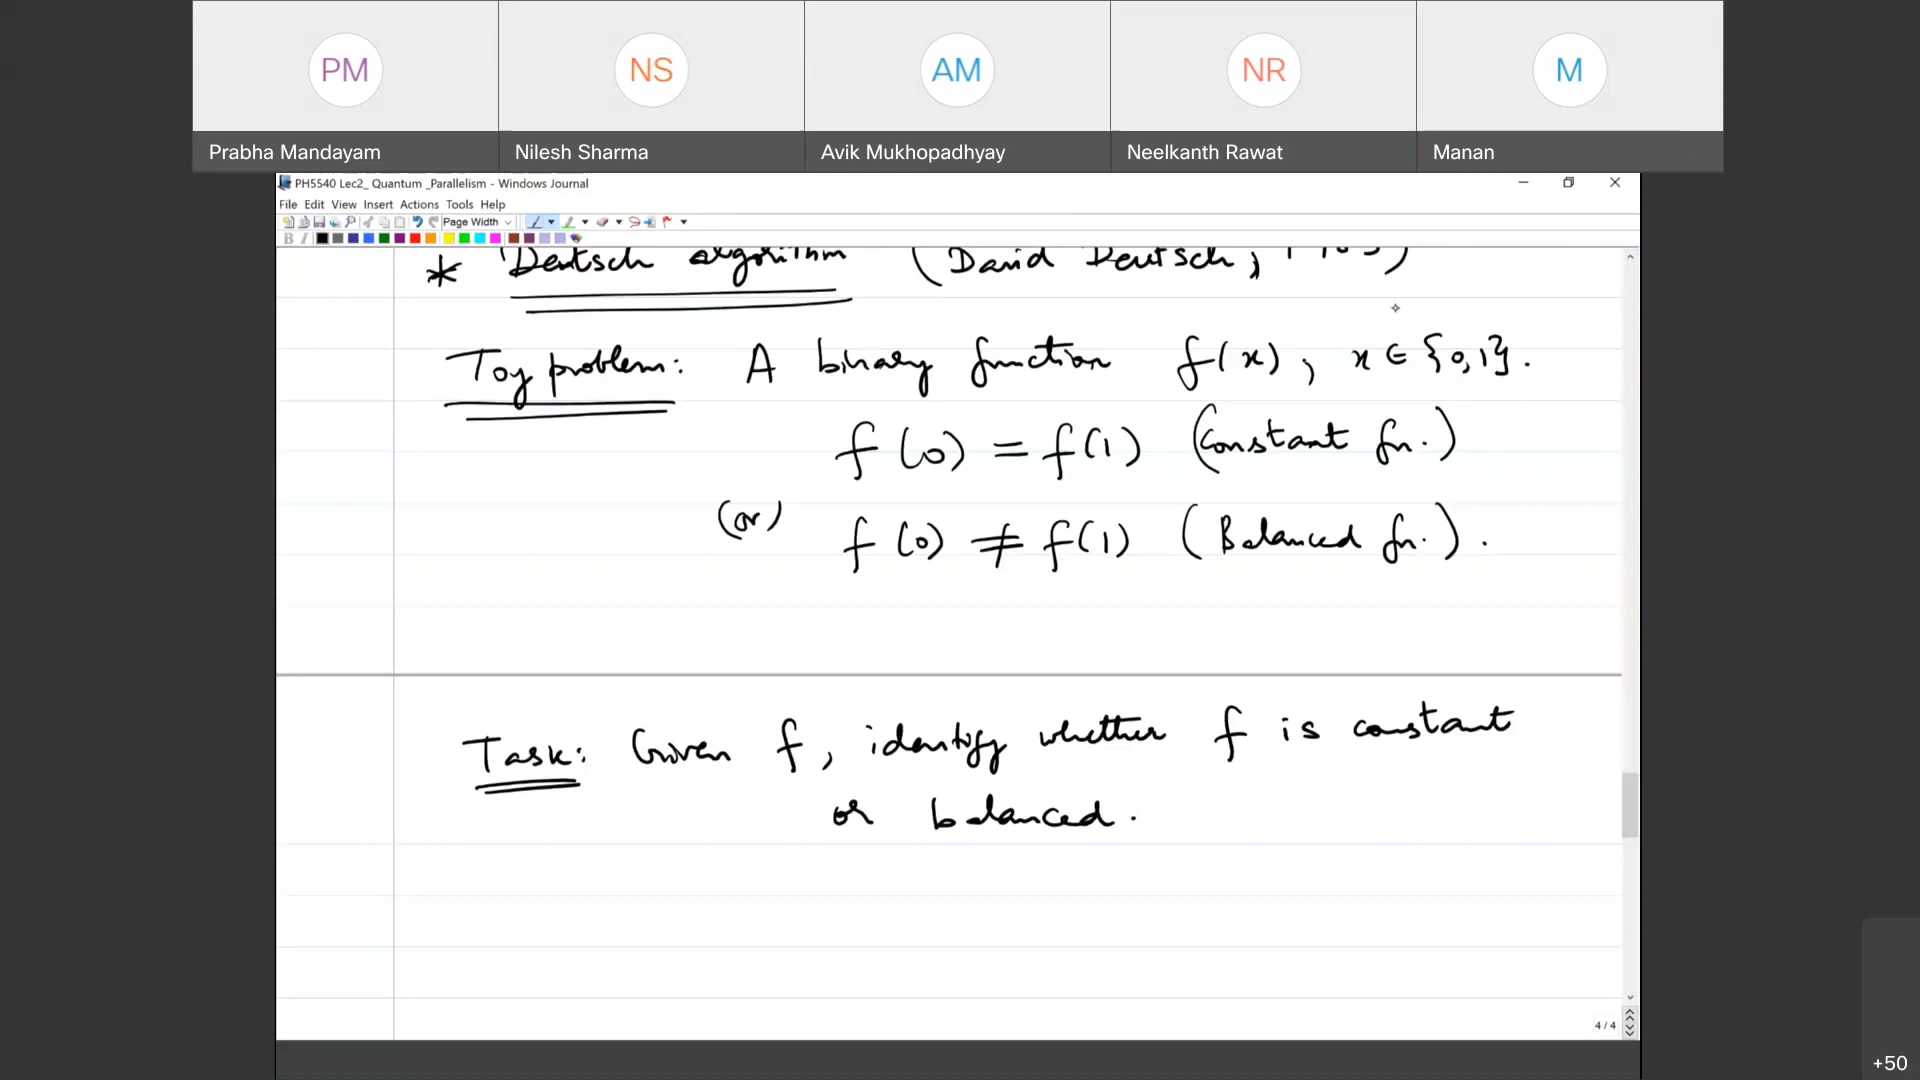 PM
NS
AM
NR
M
Prabha Mandayam
Nilesh Sharma
Avik Mukhopadhyay
Neelkanth Rawat
Manan
PH5540 Lec2_ Quantum _Parallelism - Windows Journal
File Edit View Insert Actions Tools Help
Page Width
B I
* Deutsch algorithm (David Deutsch,
Toy problem: A binary function f(x), x ∈ {0,1}.
f(0) = f(1) (Constant fn.)
(or) f(0) ≠ f(1) (Balanced fn.).
Task: Given f, identify whether f is constant
or balanced.
4 / 4
+50